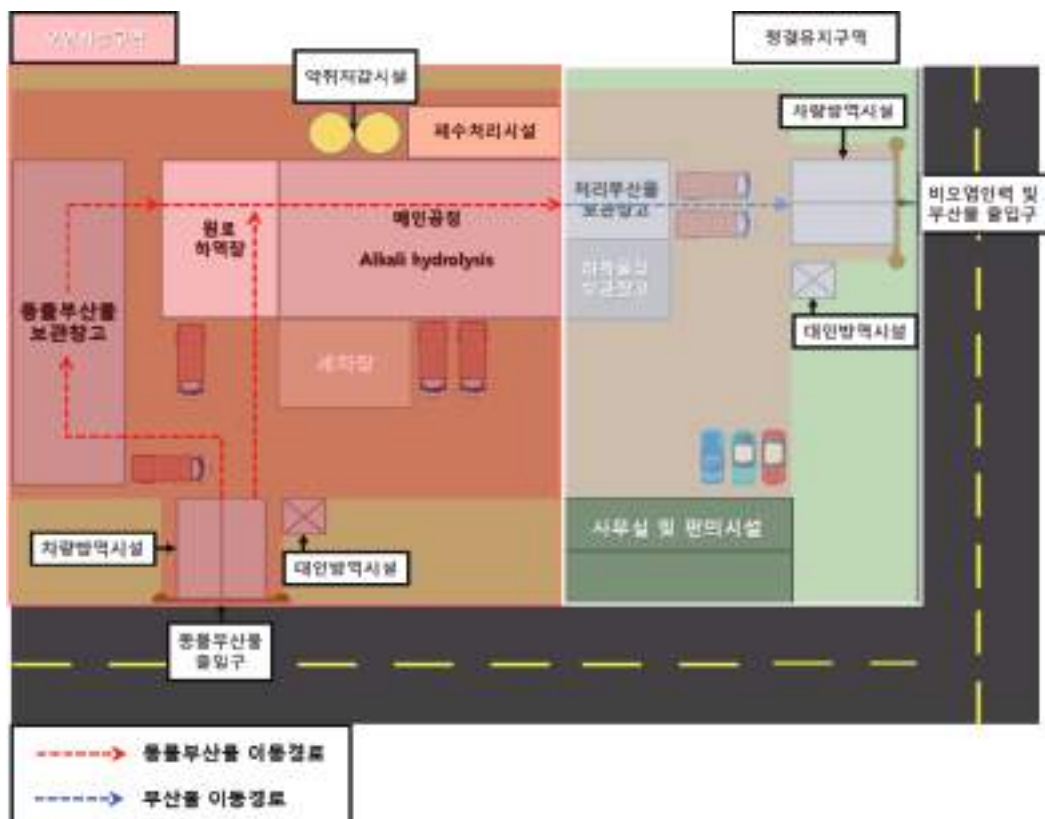 청결유지구역
악취저감시설
차량방역시설
폐수처리시설
처리부산물
보관창고
비오염인력 및
부산물 출입구
메인공정
원료
하역장
Alkali hydrolysis
보관창고
동물부산물
보관창고
대인방역시설
세차장
사무실 및 편의시설
차량방역시설
대인방역시설
동물부산물
출입구
동물부산물 이동경로
부산물 이동경로